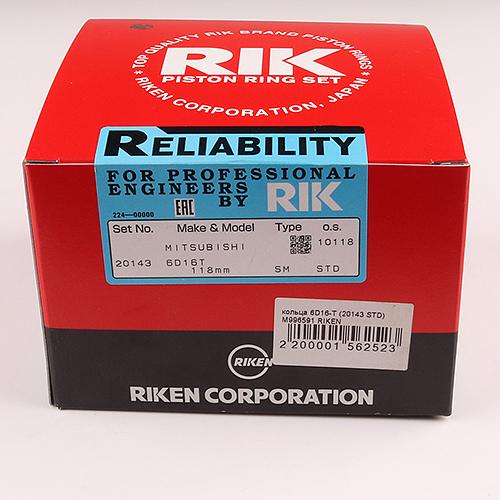 TOP QUALITY RIK BRAND PISTON RINGS
RIK
PISTON RING SET
RIKEN CORPORATION, JAPAN
RELIABILITY
FOR PROFESSIONAL
ENGINEERS
BY RIK
224—00000 EAC
Set No. Make & Model Type o.s.
MITSUBISHI 10118
20143 6D16T
118mm SM STD
кольца 6D16-T (20143 STD)
M996591 RIKEN
2 200001 562523
RIKEN
RIKEN CORPORATION